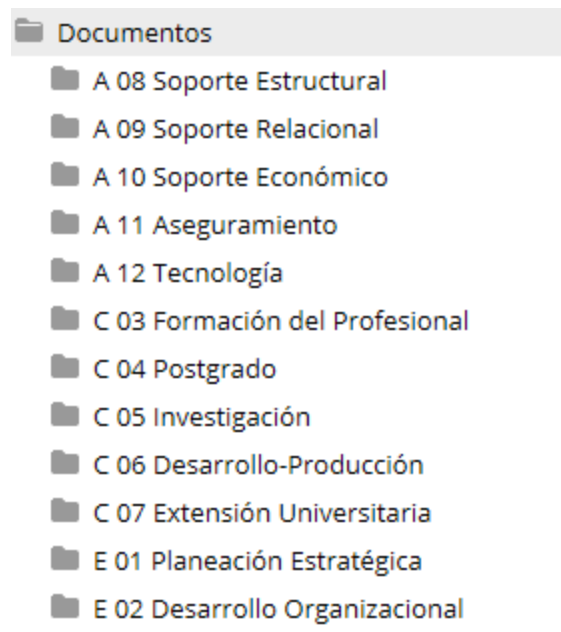 Documentos
A 08 Soporte Estructural
A 09 Soporte Relacional
A 10 Soporte Económico
A 11 Aseguramiento
A 12 Tecnología
C 03 Formación del Profesional
C 04 Postgrado
C 05 Investigación
C 06 Desarrollo-Producción
C 07 Extensión Universitaria
E 01 Planeación Estratégica
E 02 Desarrollo Organizacional